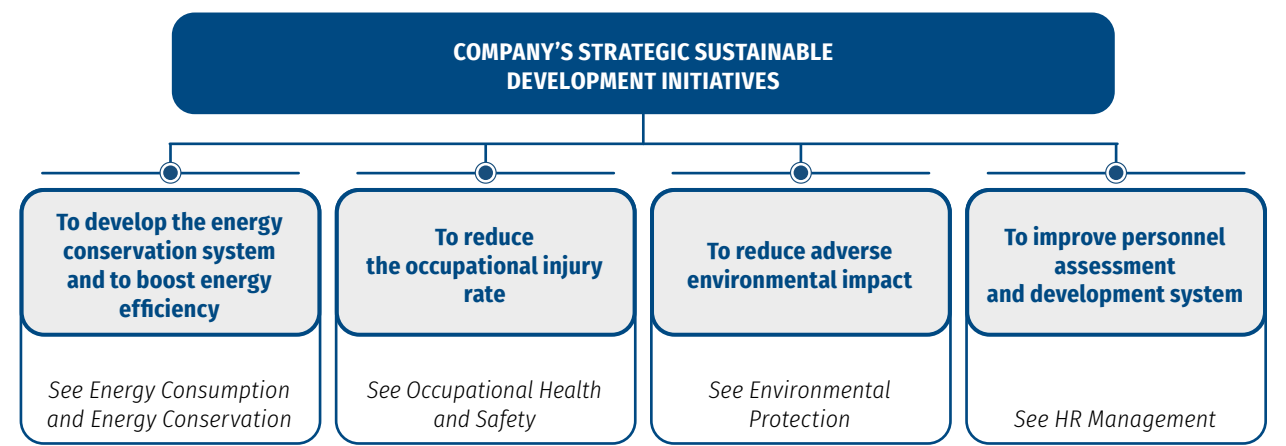 COMPANY’S STRATEGIC SUSTAINABLE
DEVELOPMENT INITIATIVES
To develop the energy
conservation system
and to boost energy
efficiency
See Energy Consumption
and Energy Conservation
To reduce
the occupational injury
rate
See Occupational Health
and Safety
To reduce adverse
environmental impact
See Environmental
Protection
To improve personnel
assessment
and development system
See HR Management